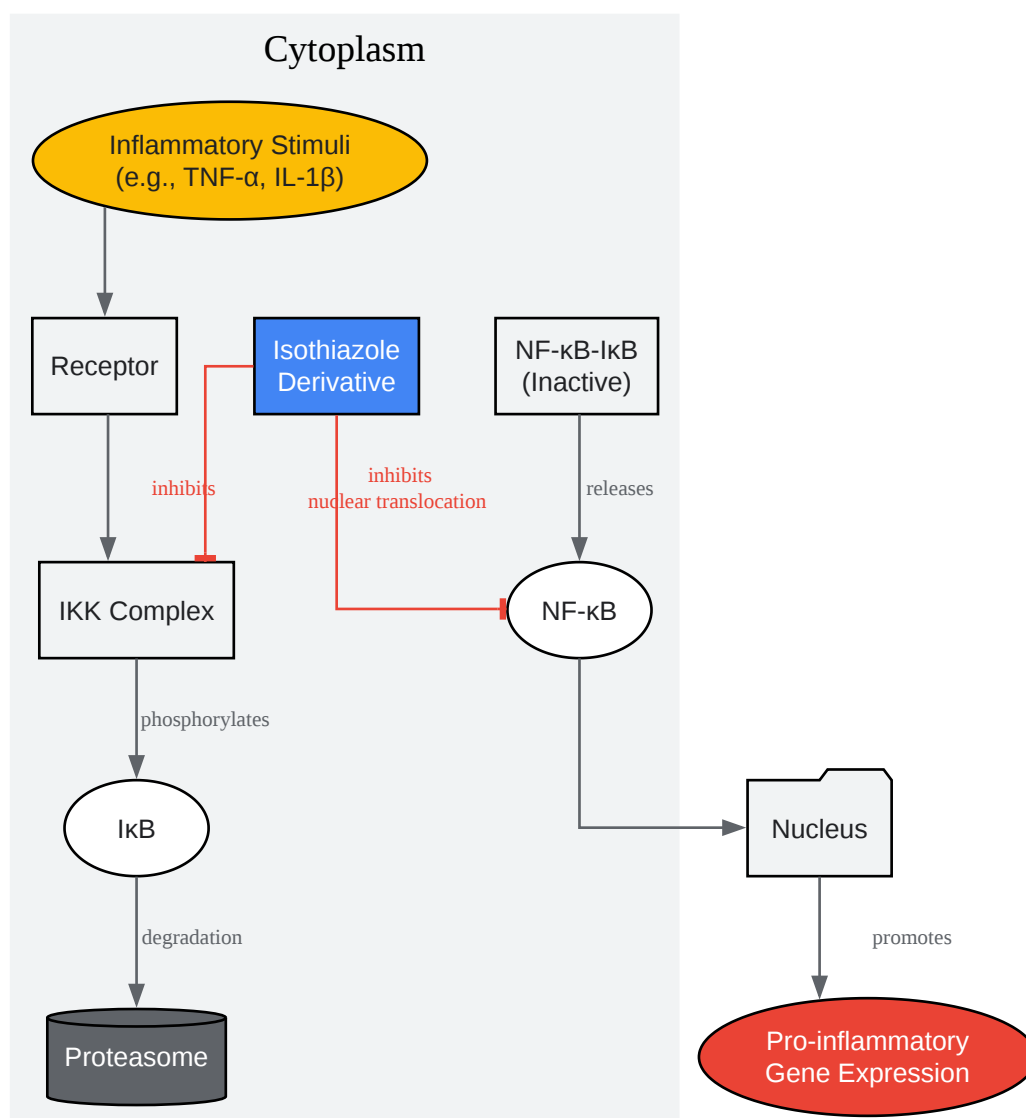 Cytoplasm
Inflammatory Stimuli
(e.g., TNF-α, IL-1β)
Receptor
Isothiazole
Derivative
NF-κB-IκB
(Inactive)
inhibits
inhibits
nuclear translocation
releases
IKK Complex
NF-κB
phosphorylates
IκB
Nucleus
degradation
promotes
Proteasome
Pro-inflammatory
Gene Expression